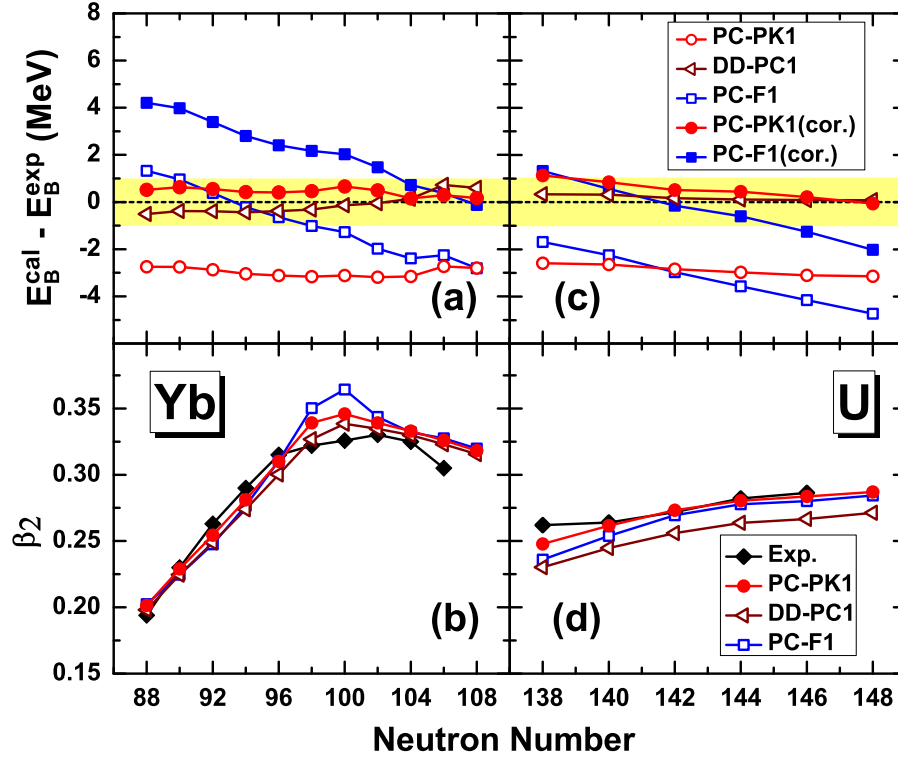 8
6
4
2
0
-2
-4
E_B^cal - E_B^exp (MeV)
(a)
PC-PK1
DD-PC1
PC-F1
PC-PK1(cor.)
PC-F1(cor.)
(c)
0.35
0.30
0.25
0.20
0.15
β2
Yb
(b)
U
Exp.
PC-PK1
DD-PC1
PC-F1
(d)
88 92 96 100 104 108
138 140 142 144 146 148
Neutron Number